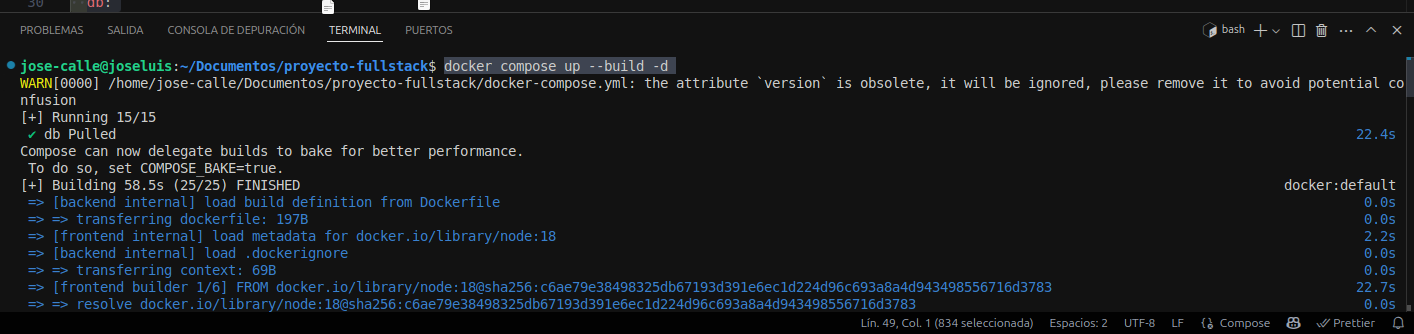 30 db:
PROBLEMAS SALIDA CONSOLA DE DEPURACIÓN TERMINAL PUERTOS bash
jose-calle@joseluis:~/Documentos/proyecto-fullstack$ docker compose up --build -d
WARN[0000] /home/jose-calle/Documentos/proyecto-fullstack/docker-compose.yml: the attribute `version` is obsolete, it will be ignored, please remove it to avoid potential co
nfusion
[+] Running 15/15
✔ db Pulled 22.4s
Compose can now delegate builds to bake for better performance.
To do so, set COMPOSE_BAKE=true.
[+] Building 58.5s (25/25) FINISHED docker:default
=> [backend internal] load build definition from Dockerfile 0.0s
=> => transferring dockerfile: 197B 0.0s
=> [frontend internal] load metadata for docker.io/library/node:18 2.2s
=> [backend internal] load .dockerignore 0.0s
=> => transferring context: 69B 0.0s
=> [frontend builder 1/6] FROM docker.io/library/node:18@sha256:c6ae79e38498325db67193d391e6ec1d224d96c693a8a4d943498556716d3783 22.7s
=> => resolve docker.io/library/node:18@sha256:c6ae79e38498325db67193d391e6ec1d224d96c693a8a4d943498556716d3783 0.0s
Lín. 49, Col. 1 (834 seleccionada) Espacios: 2 UTF-8 LF Compose Prettier